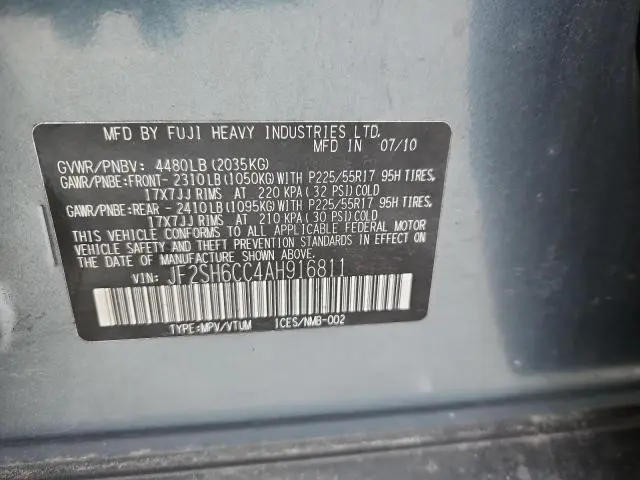 MFD BY FUJI HEAVY INDUSTRIES LTD.
MFD IN 07/10
GVWR/PNBV: 4480LB (2035KG)
GAWR/PNBE:FRONT- 2310LB (1050KG) WITH P225/55R17 95H TIRES,
17X7JJ RIMS AT 220 KPA (32 PSI) COLD
GAWR/PNBE:REAR - 2410LB (1095KG) WITH P225/55R17 95H TIRES,
17X7JJ RIMS AT 210 KPA (30 PSI) COLD
THIS VEHICLE CONFORMS TO ALL APPLICABLE FEDERAL MOTOR
VEHICLE SAFETY AND THEFT PREVENTION STANDARDS IN EFFECT ON
THE DATE OF MANUFACTURE SHOWN ABOVE.
VIN: JF2SH6CC4AH916811
TYPE:MPV/VTUM ICES/NMB-002